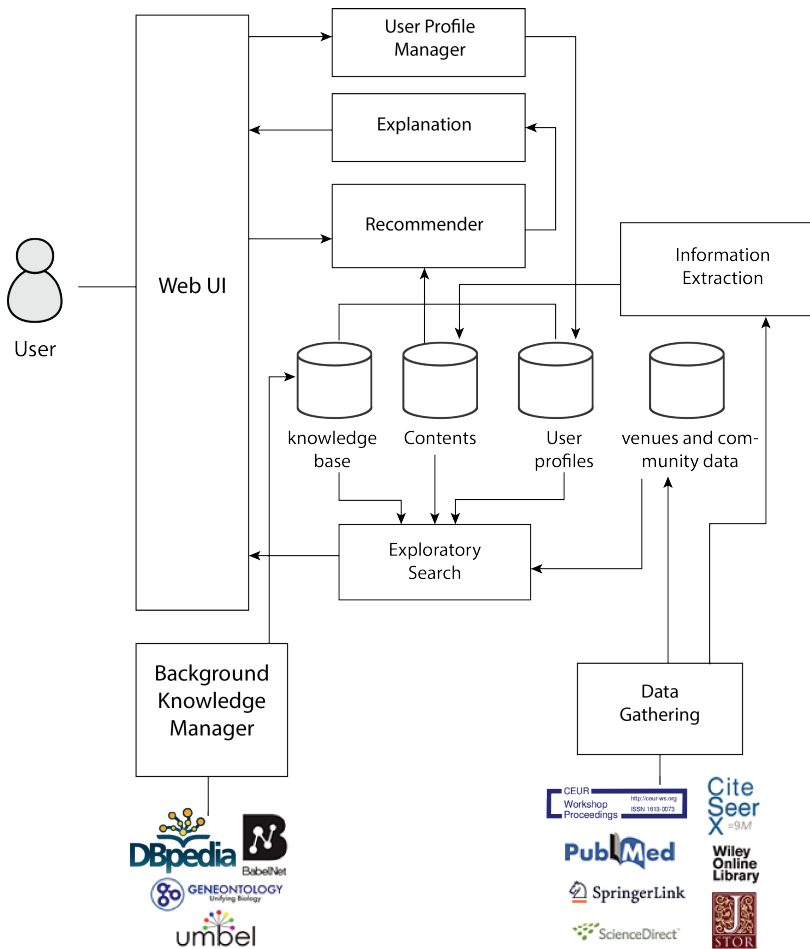 User Profile
Manager
Explanation
Recommender
Information
Extraction
Web UI
User
knowledge
base
Contents
User
profiles
venues and com-
munity data
Exploratory
Search
Background
Knowledge
Manager
Data
Gathering
CEUR
Workshop
Proceedings
http://ceur-ws.org
ISSN 1613-0073
Cite
Seer
X =9M
DBpedia
BabelNet
GENEONTOLOGY
Unifying Biology
umbel
PubMed
Wiley
Online
Library
SpringerLink
ScienceDirect
J
STOR